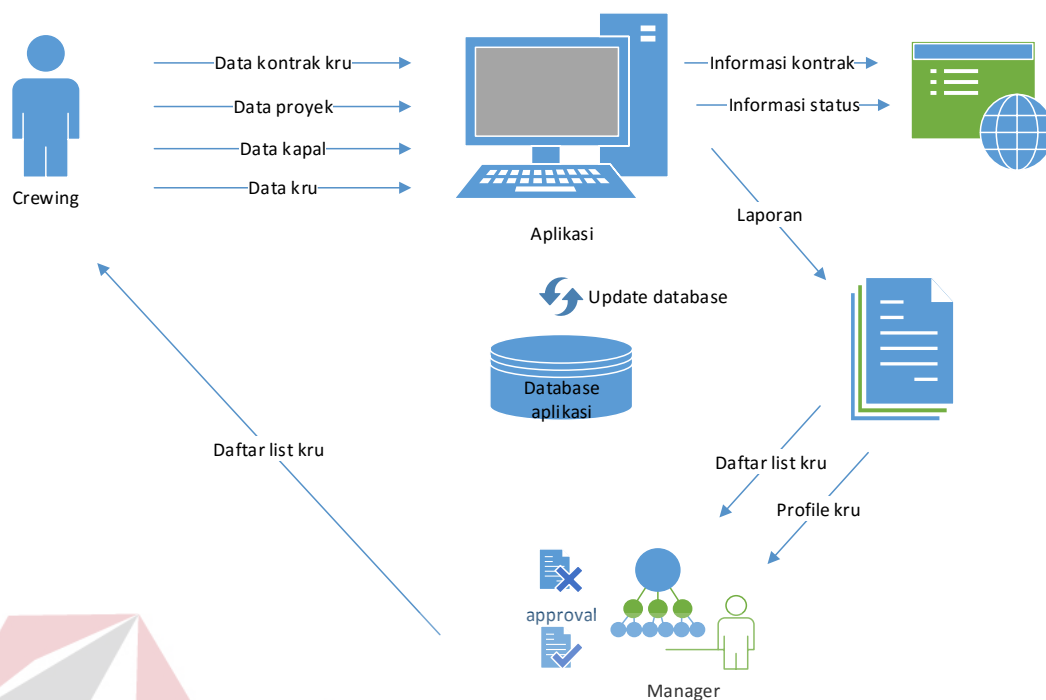 Data kontrak kru
Data proyek
Data kapal
Data kru
Crewing
Aplikasi
Informasi kontrak
Informasi status
Laporan
Update database
Database
aplikasi
Daftar list kru
Daftar list kru
Profile kru
approval
Manager